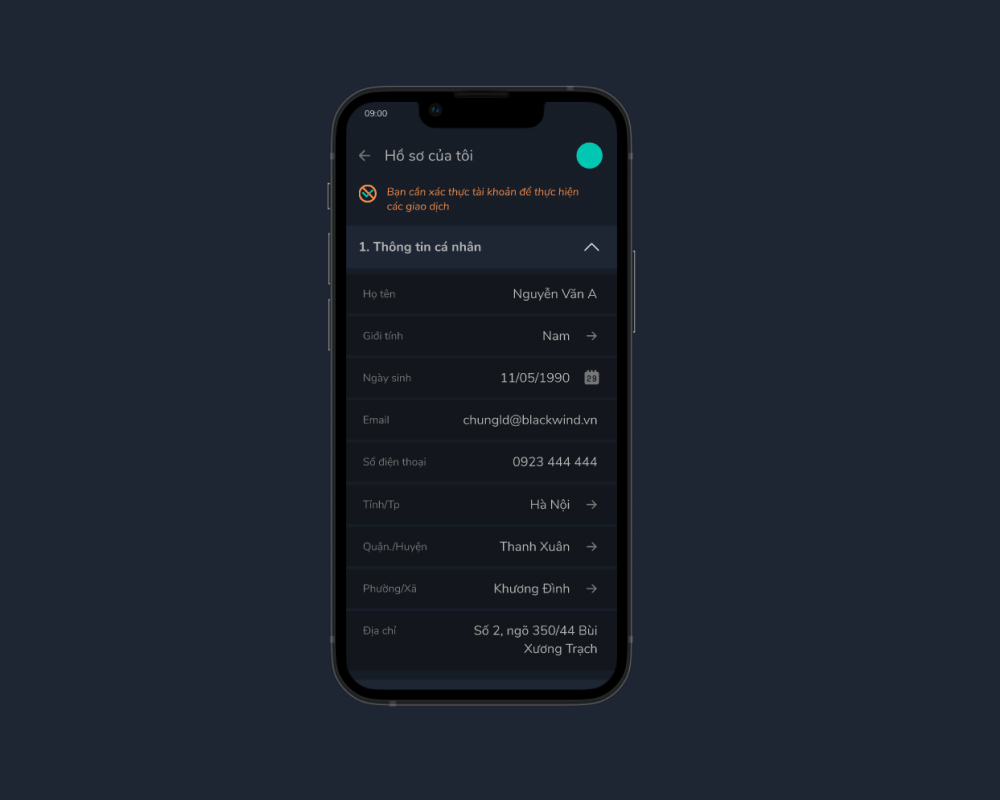 09:00
Hồ sơ của tôi
Bạn cần xác thực tài khoản để thực hiện
các giao dịch
1. Thông tin cá nhân
Họ tên Nguyễn Văn A
Giới tính Nam
Ngày sinh 11/05/1990
29
Email chungld@blackwind.vn
Số điện thoại 0923 444 444
Tỉnh/Tp Hà Nội
Quận./Huyện Thanh Xuân
Phường/Xã Khương Đình
Địa chỉ Số 2, ngõ 350/44 Bùi
Xương Trạch